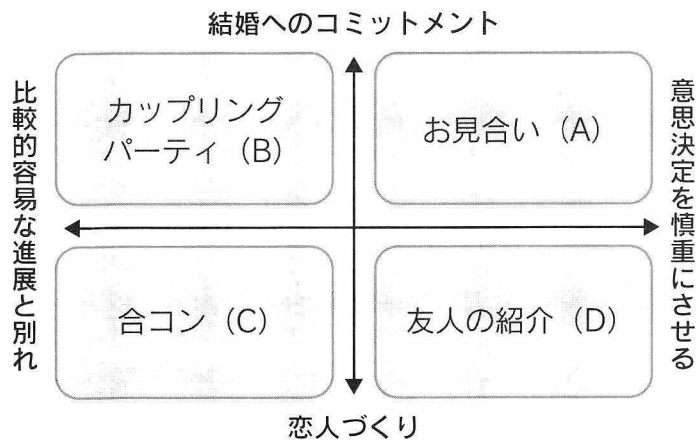 結婚へのコミットメント
比較的容易な進展と別れ
カップリング
パーティ（B）
お見合い（A）
意思決定を慎重にさせる
合コン（C）
友人の紹介（D）
恋人づくり